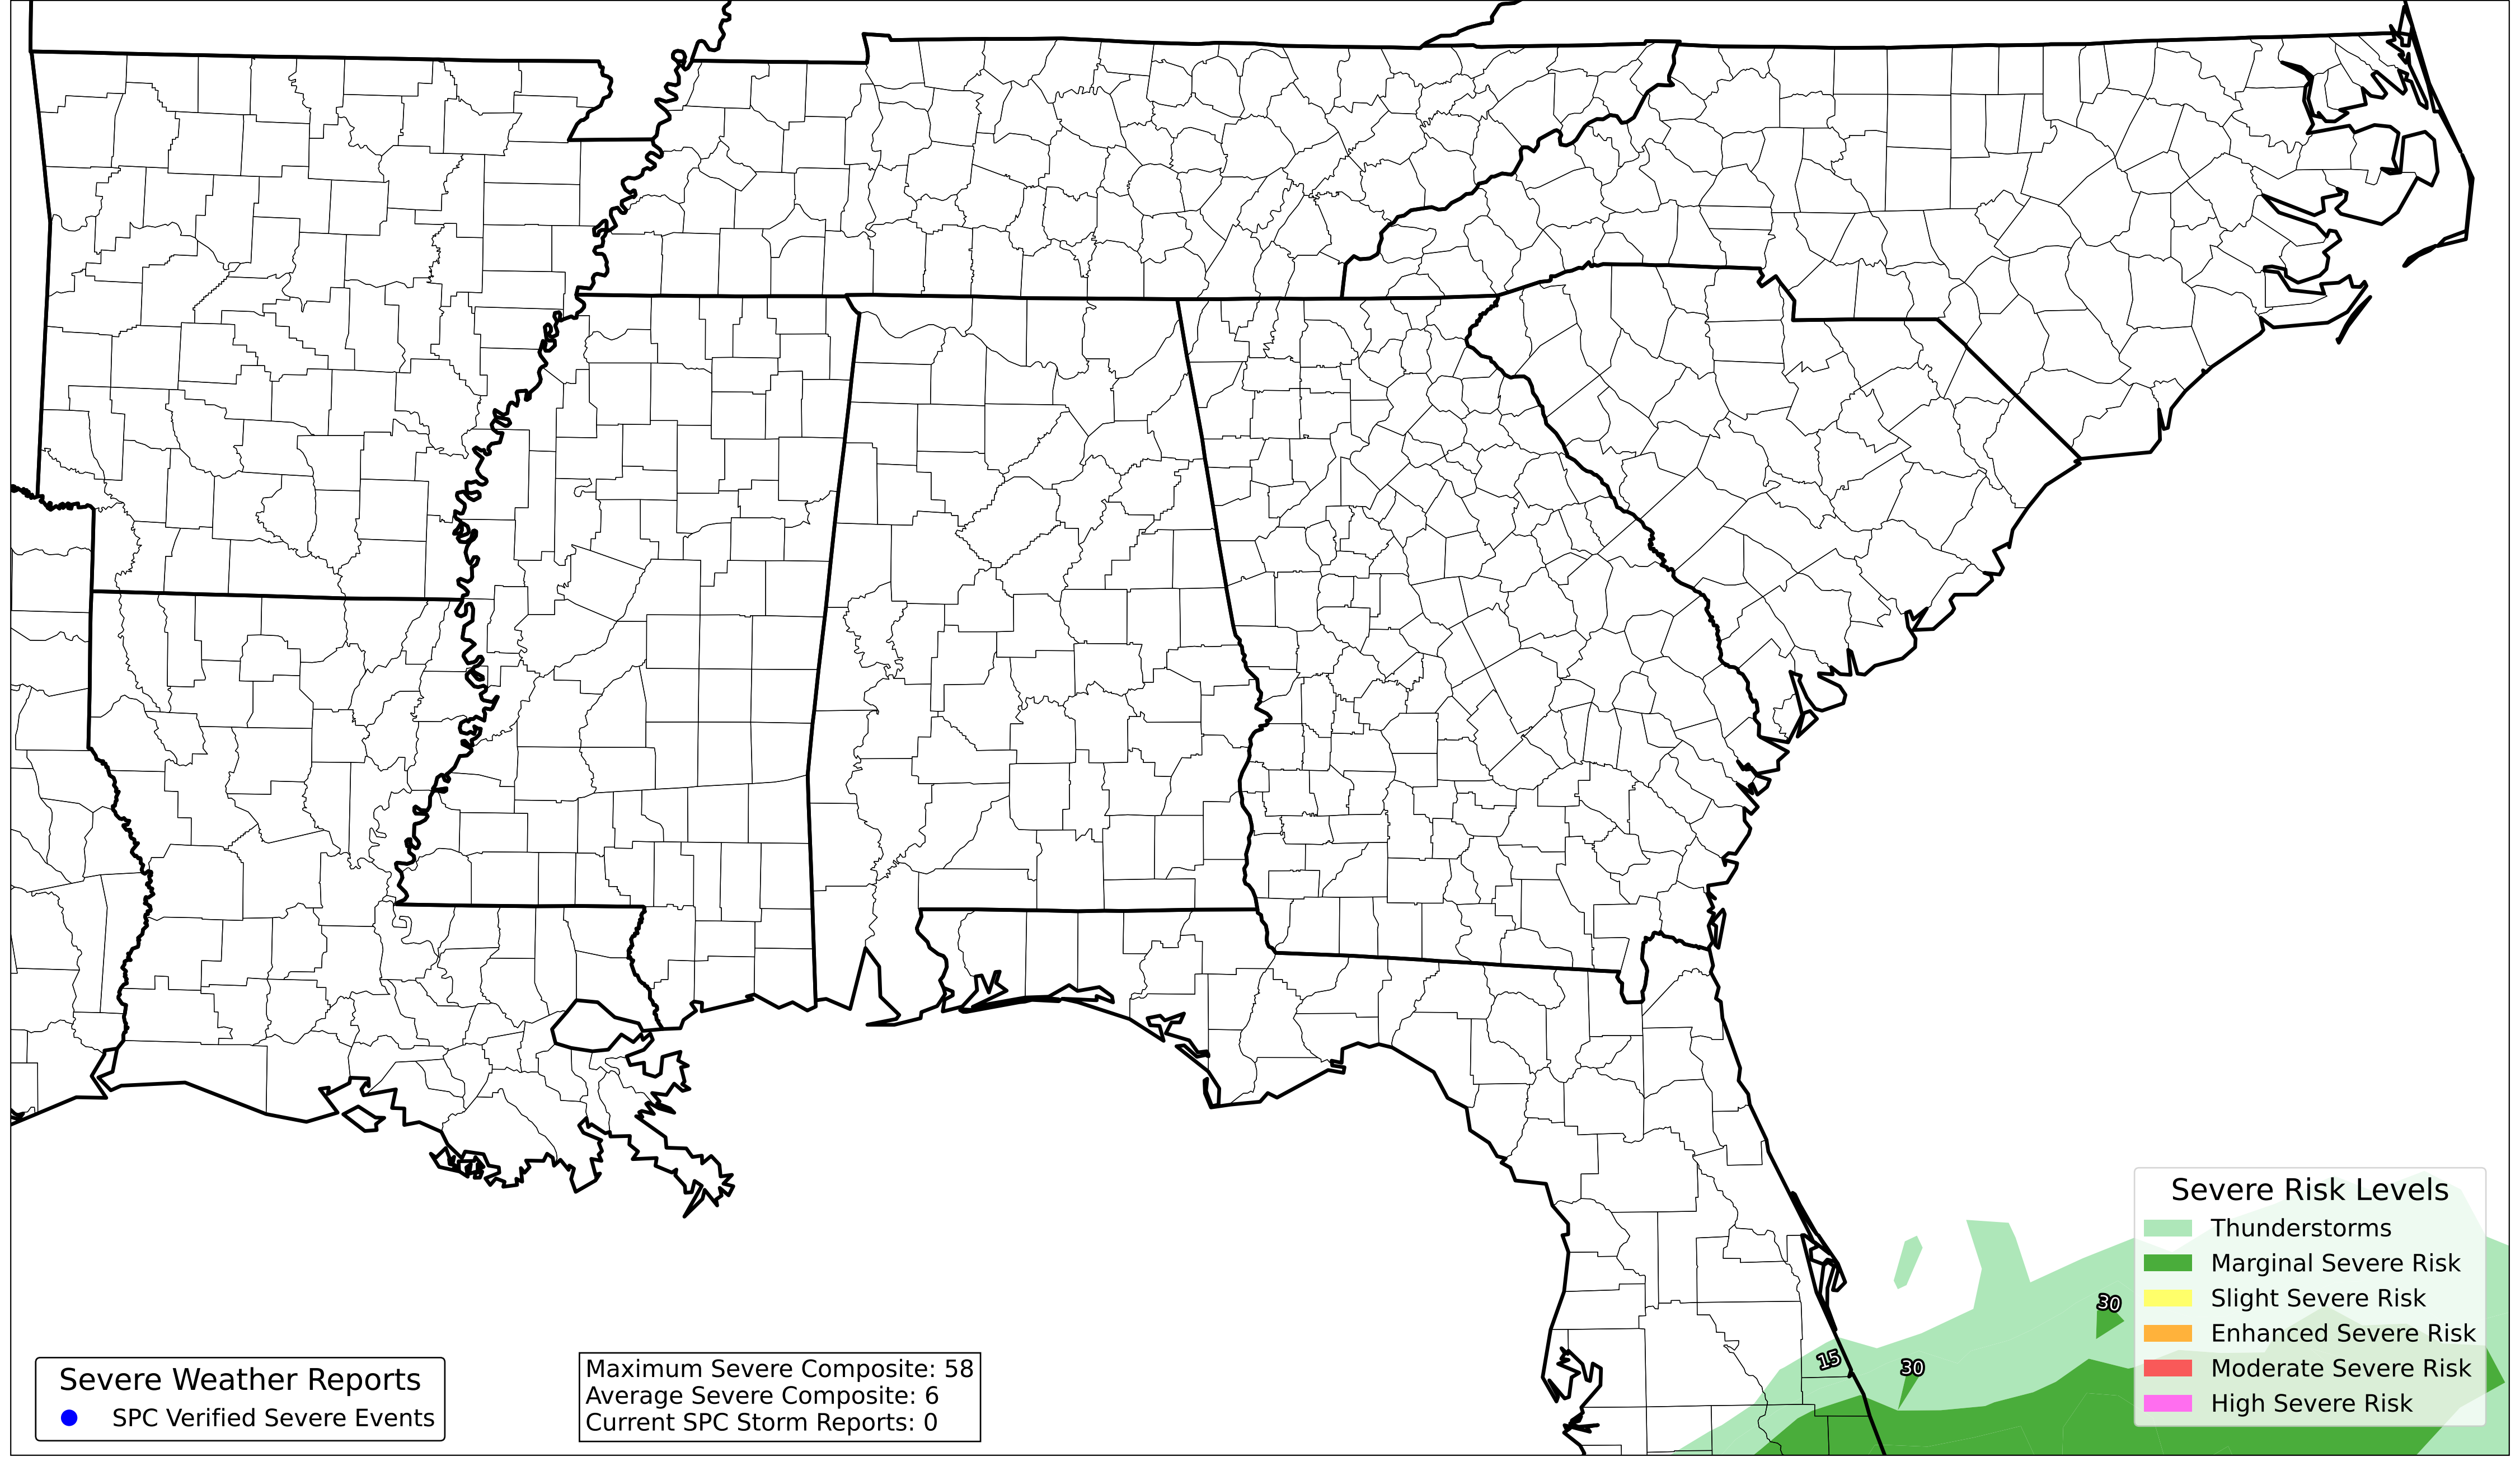 30
15
30
Severe Risk Levels
Thunderstorms
Marginal Severe Risk
Slight Severe Risk
Enhanced Severe Risk
Moderate Severe Risk
High Severe Risk
Severe Weather Reports
SPC Verified Severe Events
Maximum Severe Composite: 58
Average Severe Composite: 6
Current SPC Storm Reports: 0